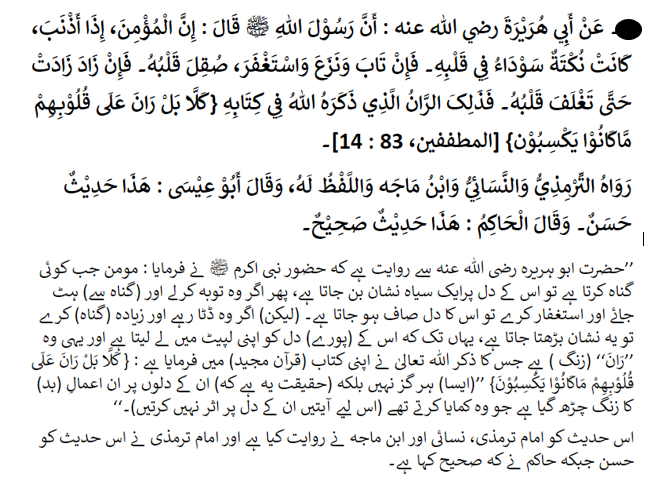 عَنْ أَبِي هُرَيْرَةَ رضي الله عنه : أَنَّ رَسُوْلَ اللهِ ﷺ قَالَ : إِنَّ الْمُؤْمِنَ، إِذَا أَذْنَبَ،
كَانَتْ نُكْتَةٌ سَوْدَاءُ فِي قَلْبِهِ۔ فَإِنْ تَابَ وَنَزَعَ وَاسْتَغْفَرَ، صُقِلَ قَلْبُهُ۔ فَإِنْ زَادَ زَادَتْ
حَتَّى تَغْلَفَ قَلْبُهُ۔ فَذَلِکَ الرَّانُ الَّذِي ذَکَرَهُ اللهُ فِي کِتَابِهِ {کَلَّا بَلْ رَانَ عَلَى قُلُوْبِهِمْ
مَّاکَانُوْا يَکْسِبُوْن} [المطففين، 83 : 14]۔
رَوَاهُ التِّرْمِذِيُّ وَالنَّسَائِيُّ وَابْنُ مَاجَه وَاللَّفْظُ لَهُ، وَقَالَ أَبُوْ عِيْسَى : هَذَا حَدِيْثٌ
حَسَنٌ۔ وَقَالَ الْحَاکِمُ : هَذَا حَدِيْثٌ صَحِيْحٌ۔
’’حضرت ابو ہریرہ رضی الله عنه سے روایت ہے کہ حضور نبی اکرم ﷺ نے فرمایا : مومن جب کوئی
گناہ کرتا ہے تو اس کے دل پرایک سیاہ نشان بن جاتا ہے، پھر اگر وہ توبہ کرلے اور (گناہ سے) ہٹ
جائے اور استغفار کرے تو اس کا دل صاف ہو جاتا ہے۔ (لیکن) اگر وہ ڈٹا رہے اور زیادہ (گناہ) کرے
تو یہ نشان بڑھتا جاتا ہے، یہاں تک کہ اس کے (پورے) دل کو اپنی لپیٹ میں لے لیتا ہے اور یہی وہ
’’رَانَ‘‘ (زنگ ) ہے جس کا ذکر اللہ تعالیٰ نے اپنی کتاب (قرآن مجید) میں فرمایا ہے : {کَلَّا بَلْ رَانَ عَلَى
قُلُوْبِهِمْ مَاکَانُوْا يَکْسِبُوْنَ} ’’(ایسا) ہر گز نہیں بلکہ (حقیقت یہ ہے کہ) ان کے دلوں پر ان اعمالِ (بد)
کا زنگ چڑھ گیا ہے جو وہ کمایا کرتے تھے (اس لیے آیتیں ان کے دل پر اثر نہیں کرتیں)۔‘‘
اس حدیث کو امام ترمذی، نسائی اور ابن ماجہ نے روایت کیا ہے اور امام ترمذی نے اس حدیث کو
حسن جبکہ حاکم نے کہ صحیح کہا ہے۔